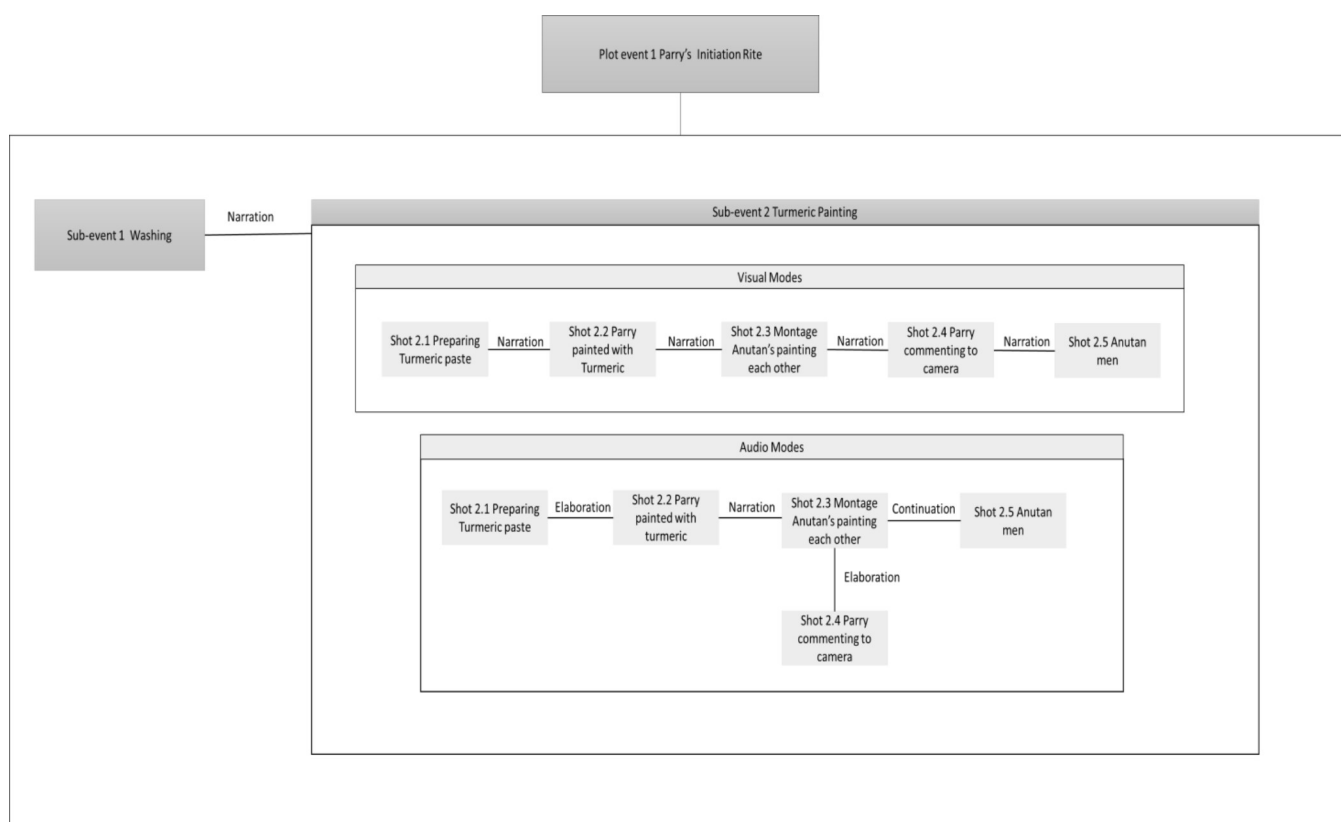 Plot event 1 Parry's Initiation Rite
Sub-event 1 Washing
Narration
Sub-event 2 Turmeric Painting
Visual Modes
Shot 2.1 Preparing
Turmeric paste
Narration
Shot 2.2 Parry
painted with
Turmeric
Narration
Shot 2.3 Montage
Anutan's painting
each other
Narration
Shot 2.4 Parry
commenting to
camera
Narration
Shot 2.5 Anutan
men
Audio Modes
Shot 2.1 Preparing
Turmeric paste
Elaboration
Shot 2.2 Parry
painted with
turmeric
Narration
Shot 2.3 Montage
Anutan's painting
each other
Continuation
Shot 2.5 Anutan
men
Elaboration
Shot 2.4 Parry
commenting to
camera